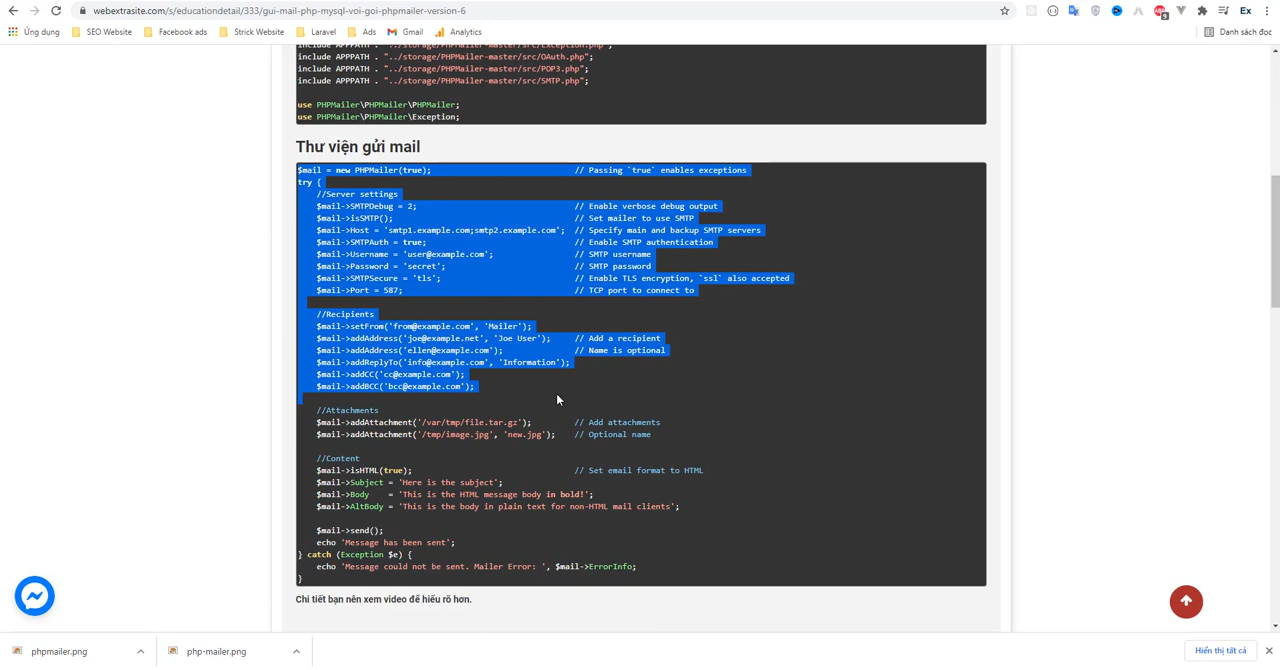 webextrasite.com/s/educationdetail/333/gui-mail-php-mysql-voi-goi-phpmailer-version-6
9
Ex
Ứng dụng SEO Website Facebook ads Strick Website Laravel Ads Gmail Analytics Danh sách đọc
include APPPATH . "../storage/PHPMailer-master/src/Exception.php";
include APPPATH . "../storage/PHPMailer-master/src/OAuth.php";
include APPPATH . "../storage/PHPMailer-master/src/POP3.php";
include APPPATH . "../storage/PHPMailer-master/src/SMTP.php";
use PHPMailer\PHPMailer\PHPMailer;
use PHPMailer\PHPMailer\Exception;
Thư viện gửi mail
$mail = new PHPMailer(true); // Passing `true` enables exceptions
try {
//Server settings
$mail->SMTPDebug = 2; // Enable verbose debug output
$mail->isSMTP(); // Set mailer to use SMTP
$mail->Host = 'smtp1.example.com;smtp2.example.com'; // Specify main and backup SMTP servers
$mail->SMTPAuth = true; // Enable SMTP authentication
$mail->Username = 'user@example.com'; // SMTP username
$mail->Password = 'secret'; // SMTP password
$mail->SMTPSecure = 'tls'; // Enable TLS encryption, `ssl` also accepted
$mail->Port = 587; // TCP port to connect to
//Recipients
$mail->setFrom('from@example.com', 'Mailer');
$mail->addAddress('joe@example.net', 'Joe User'); // Add a recipient
$mail->addAddress('ellen@example.com'); // Name is optional
$mail->addReplyTo('info@example.com', 'Information');
$mail->addCC('cc@example.com');
$mail->addBCC('bcc@example.com');
//Attachments
$mail->addAttachment('/var/tmp/file.tar.gz'); // Add attachments
$mail->addAttachment('/tmp/image.jpg', 'new.jpg'); // Optional name
//Content
$mail->isHTML(true); // Set email format to HTML
$mail->Subject = 'Here is the subject';
$mail->Body = 'This is the HTML message body in bold!';
$mail->AltBody = 'This is the body in plain text for non-HTML mail clients';
$mail->send();
echo 'Message has been sent';
} catch (Exception $e) {
echo 'Message could not be sent. Mailer Error: ', $mail->ErrorInfo;
}
Chi tiết bạn nên xem video để hiểu rõ hơn.
phpmailer.png php-mailer.png Hiển thị tất cả